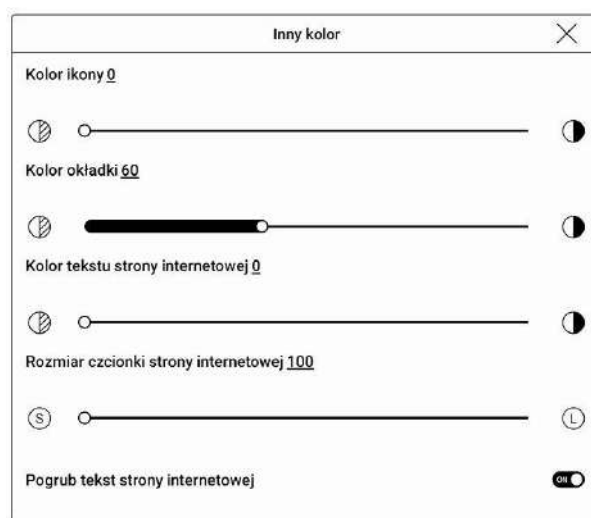 Inny kolor
Kolor ikony 0
Kolor okładki 60
Kolor tekstu strony internetowej 0
Rozmiar czcionki strony internetowej 100
S L
Pogrub tekst strony internetowej ON